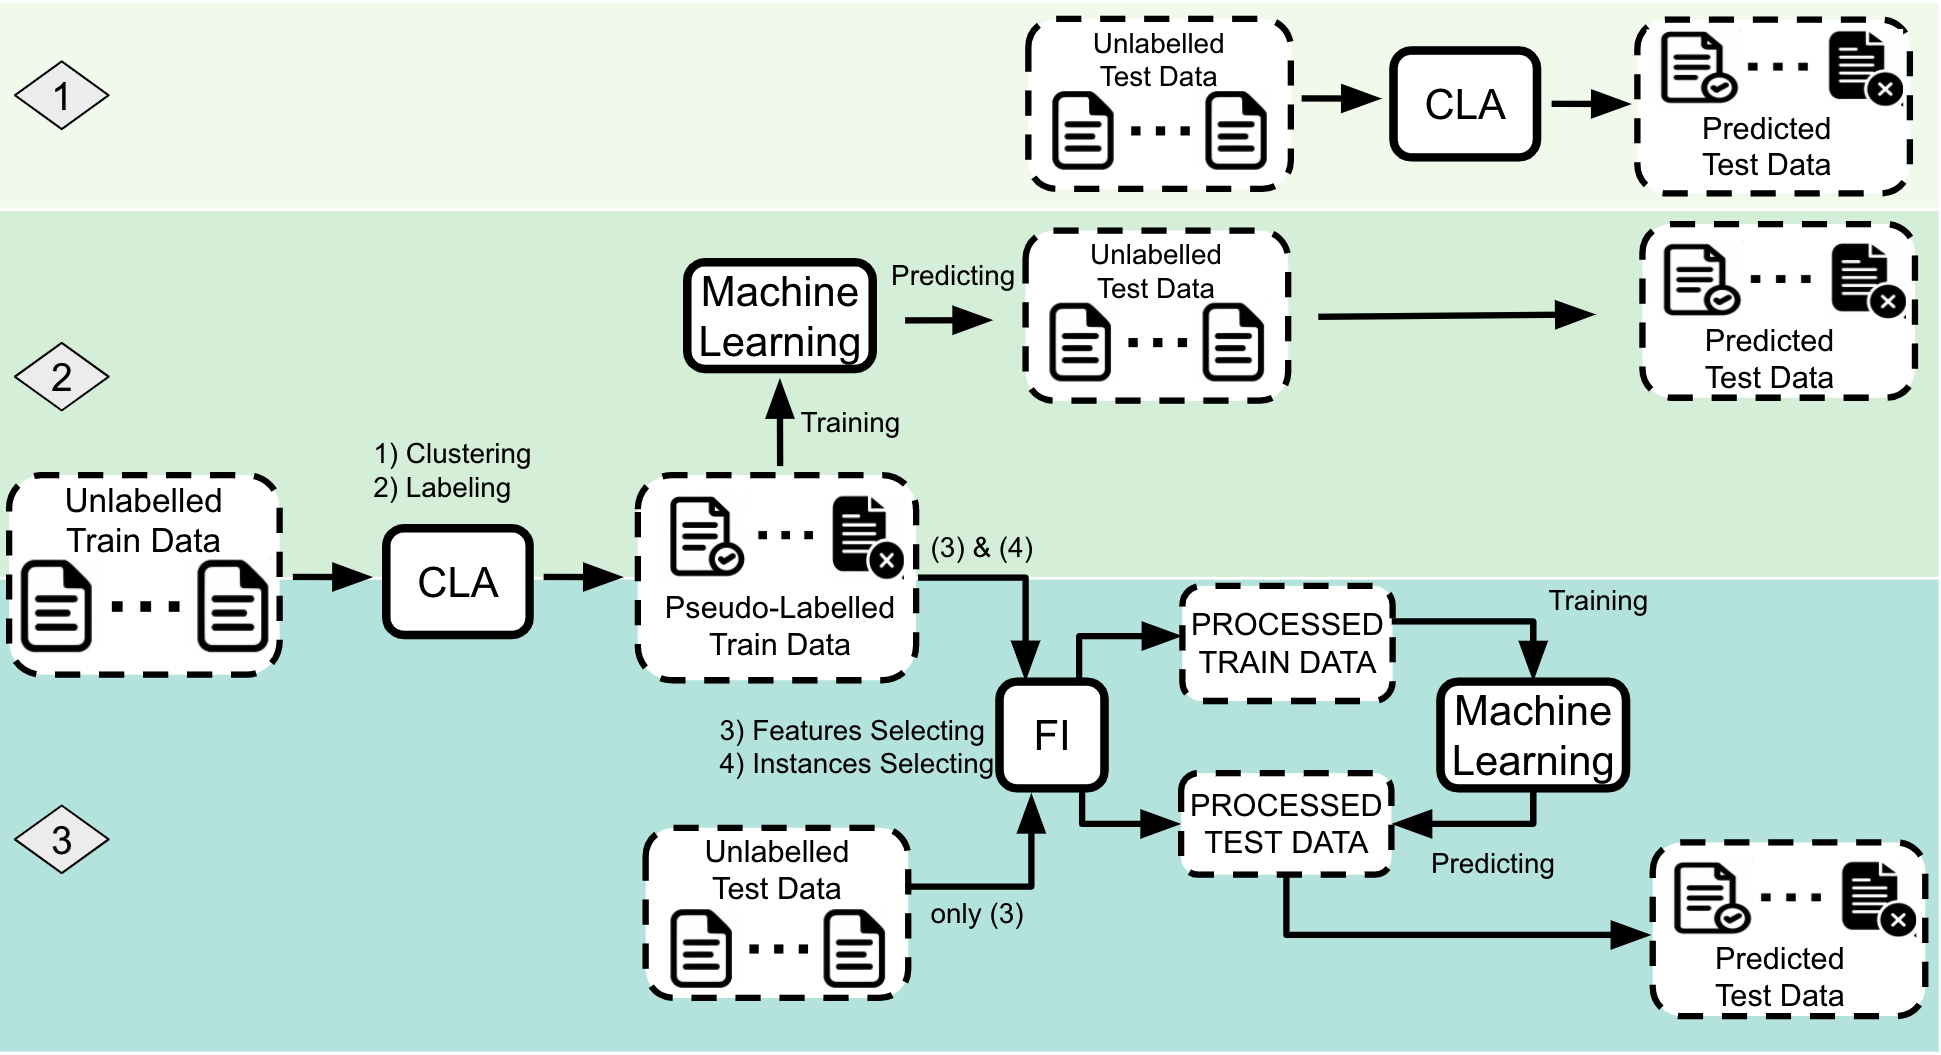 1
Unlabelled
Test Data
CLA
Predicted
Test Data
2
Machine
Learning
Predicting
Unlabelled
Test Data
Predicted
Test Data
Training
1) Clustering
2) Labeling
Unlabelled
Train Data
CLA
Pseudo-Labelled
Train Data
(3) & (4)
3
3) Features Selecting
4) Instances Selecting
FI
PROCESSED
TRAIN DATA
Training
Machine
Learning
PROCESSED
TEST DATA
Predicting
Unlabelled
Test Data
only (3)
Predicted
Test Data